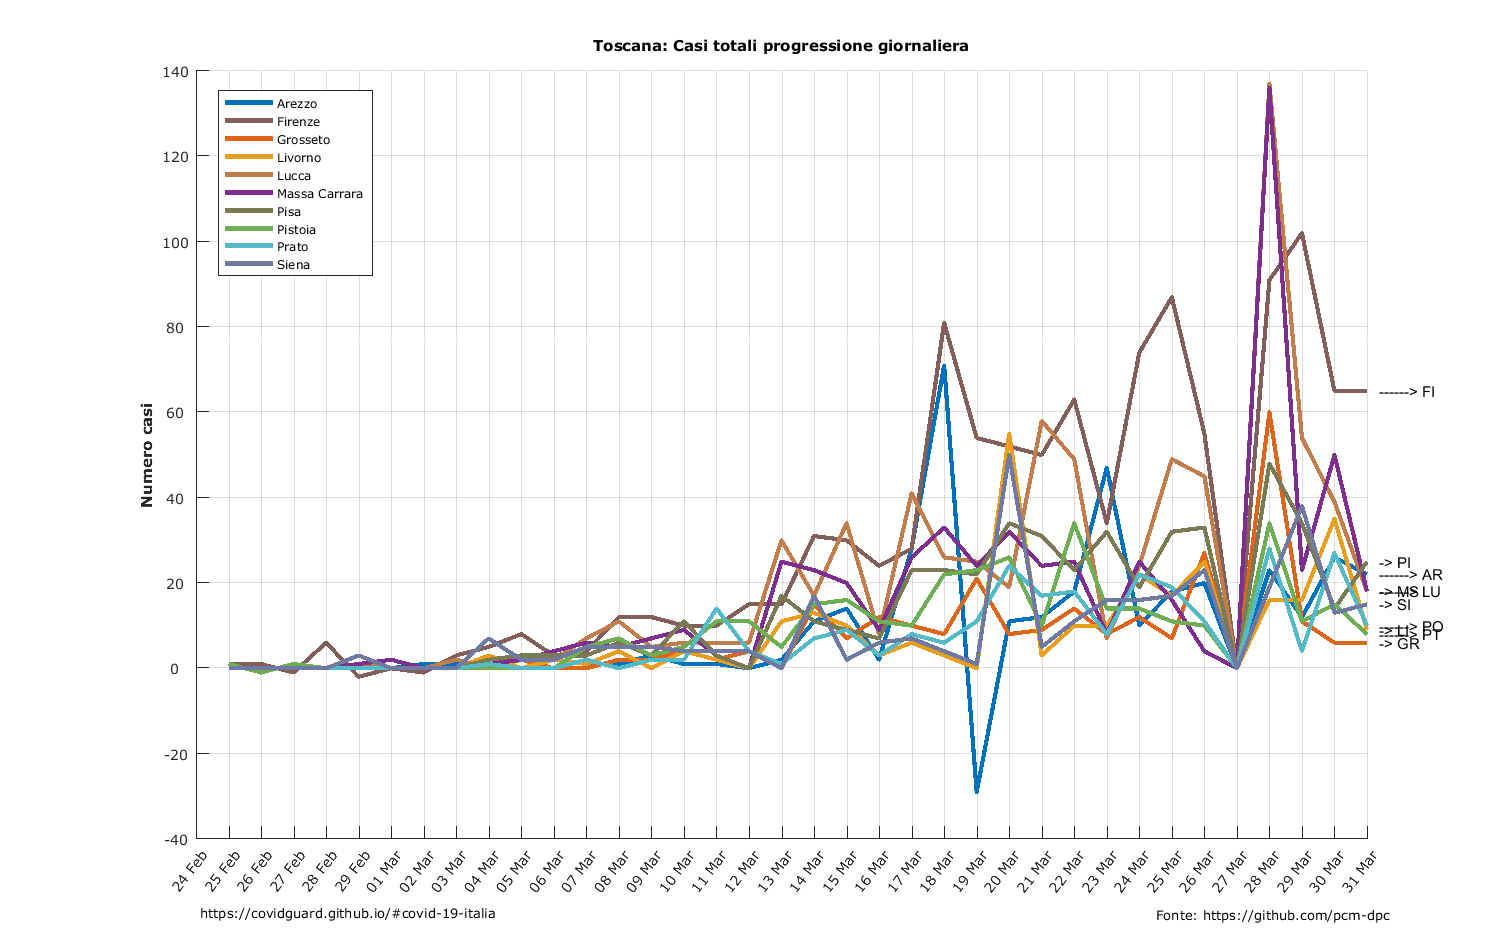 Toscana: Casi totali progressione giornaliera
Numero casi
140
120
100
80
60
40
20
0
-20
-40
Arezzo
Firenze
Grosseto
Livorno
Lucca
Massa Carrara
Pisa
Pistoia
Prato
Siena
------> FI
-> PI
------> AR
-> MS
LU
-> SI
PO
PT
-> GR
24 Feb
25 Feb
26 Feb
27 Feb
28 Feb
29 Feb
01 Mar
02 Mar
03 Mar
04 Mar
05 Mar
06 Mar
07 Mar
08 Mar
09 Mar
10 Mar
11 Mar
12 Mar
13 Mar
14 Mar
15 Mar
16 Mar
17 Mar
18 Mar
19 Mar
20 Mar
21 Mar
22 Mar
23 Mar
24 Mar
25 Mar
26 Mar
27 Mar
28 Mar
29 Mar
30 Mar
31 Mar
https://covidguard.github.io/#covid-19-italia
Fonte: https://github.com/pcm-dpc